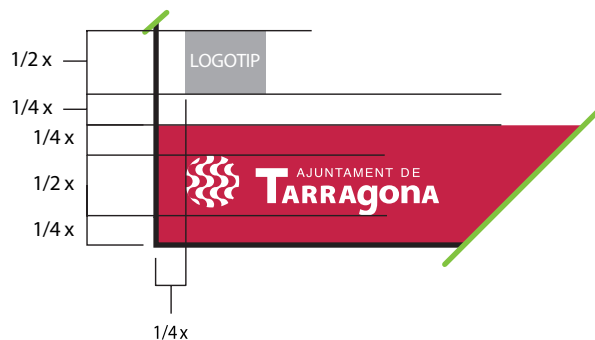 1/2 x
LOGOTIP
1/4 x
1/4 x
1/2 x
AJUNTAMENT DE
TARRAgona
1/4 x
1/4 x